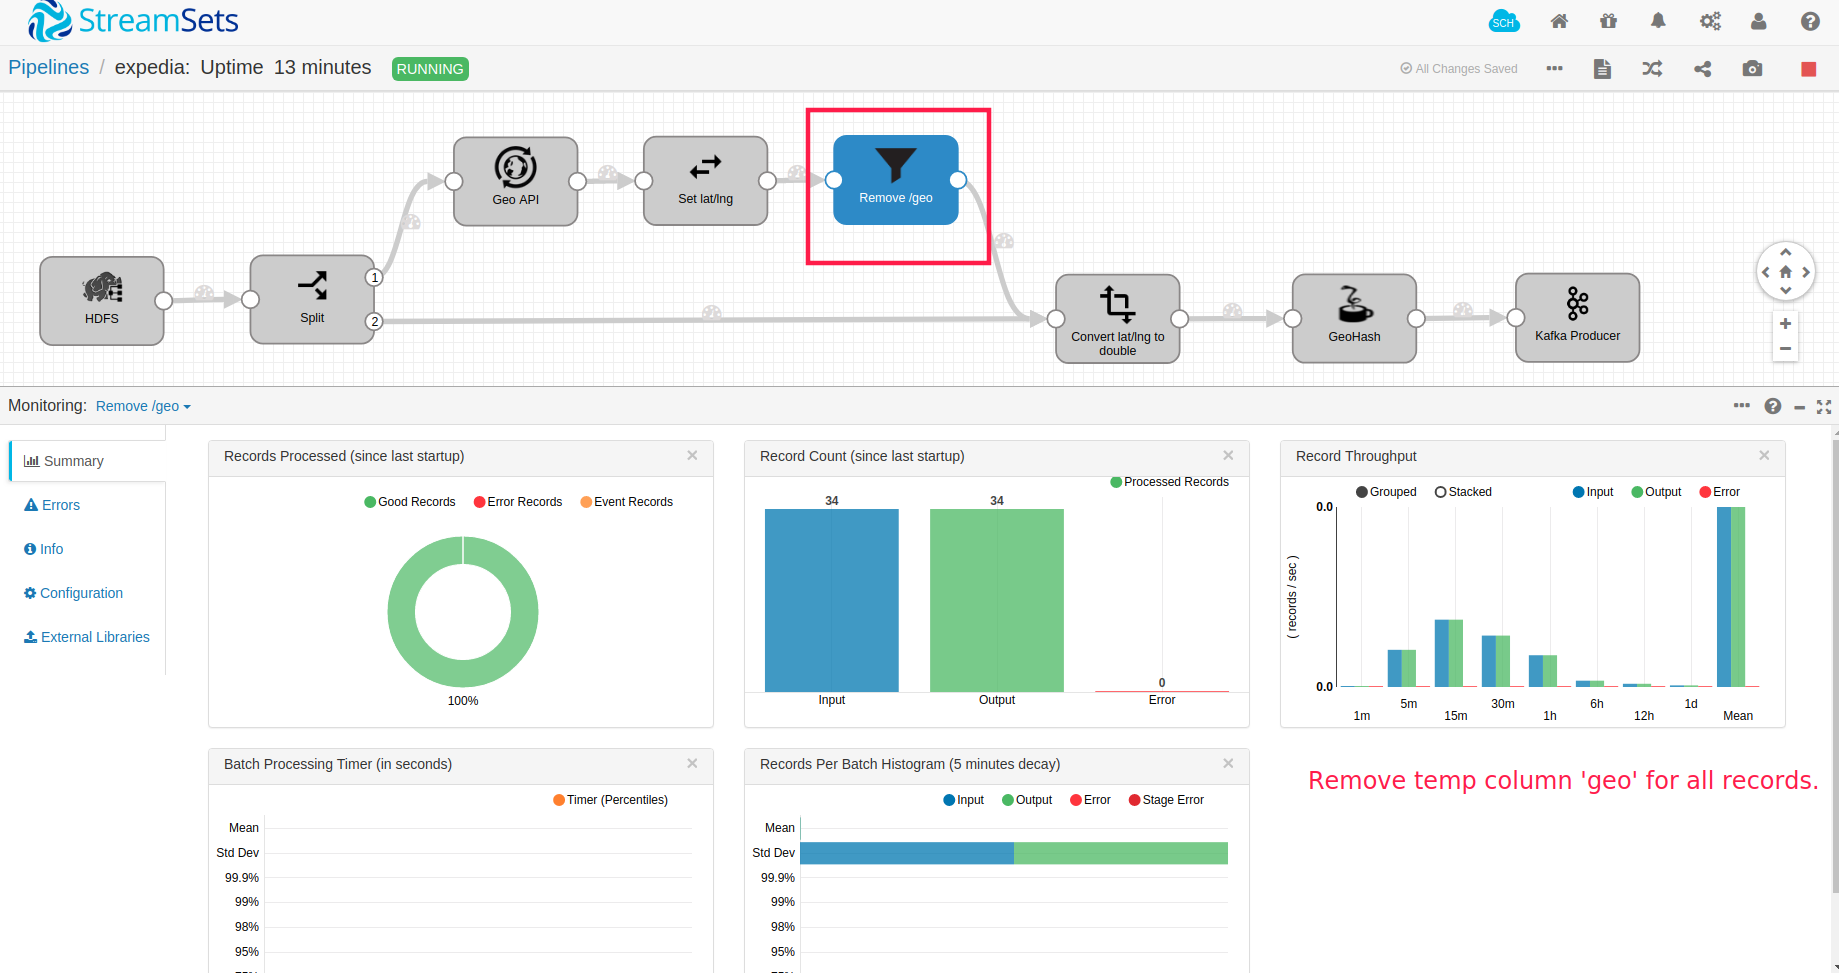 StreamSets
SCH
Pipelines / expedia: Uptime 13 minutes RUNNING
All Changes Saved
Geo API
Set lat/lng
Remove /geo
HDFS
Split
1
2
Convert lat/lng to
double
GeoHash
Kafka Producer
Monitoring: Remove /geo
Summary
Errors
Info
Configuration
External Libraries
Records Processed (since last startup)
Good Records Error Records Event Records
100%
Record Count (since last startup)
Processed Records
34 34 0
Input Output Error
Record Throughput
Grouped Stacked Input Output Error
0.0
( records / sec )
0.0
1m 5m 15m 30m 1h 6h 12h 1d Mean
Batch Processing Timer (in seconds)
Timer (Percentiles)
Mean
Std Dev
99.9%
99%
98%
95%
Records Per Batch Histogram (5 minutes decay)
Input Output Error Stage Error
Mean
Std Dev
99.9%
99%
98%
95%
Remove temp column 'geo' for all records.